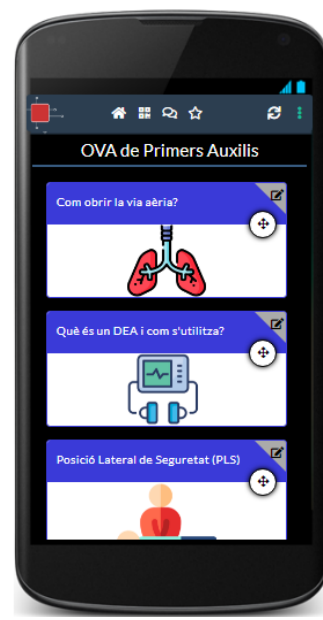 OVA de Primers Auxilis
Com obrir la via aèria?
Què és un DEA i com s'utilitza?
Posició Lateral de Seguretat (PLS)